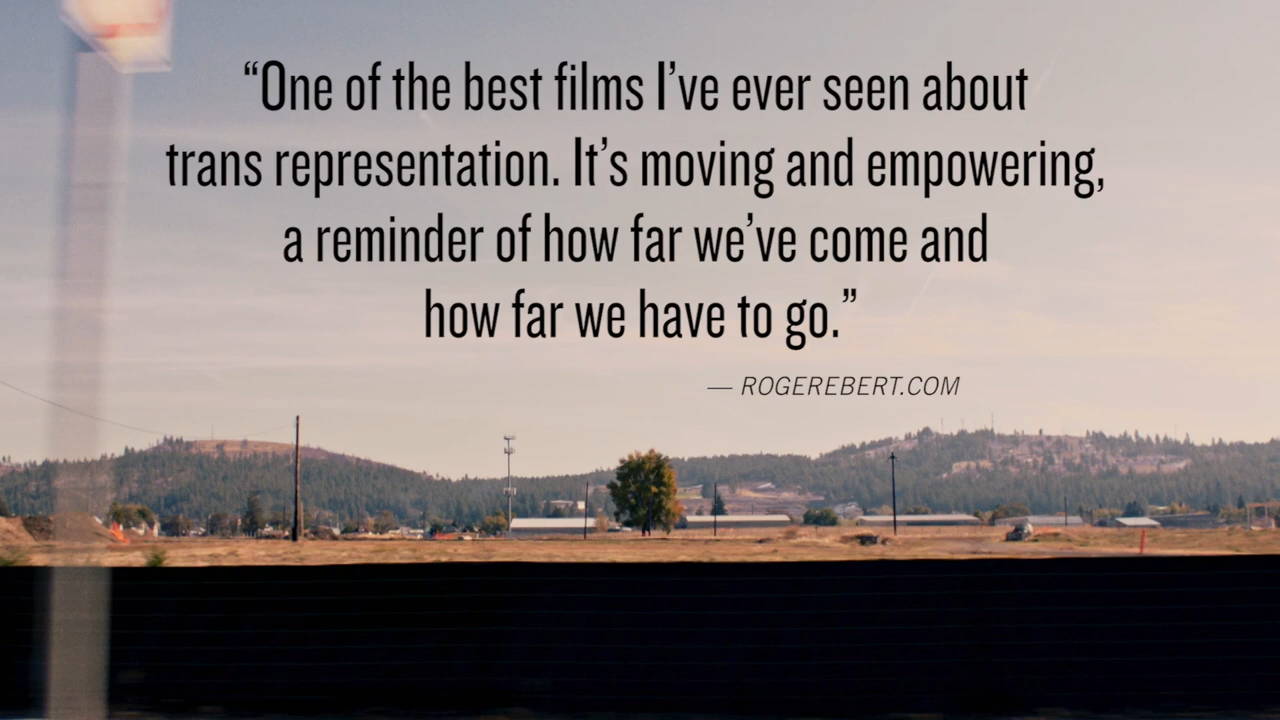 “One of the best films I’ve ever seen about
trans representation. It’s moving and empowering,
a reminder of how far we’ve come and
how far we have to go.”
— ROGEREBERT.COM